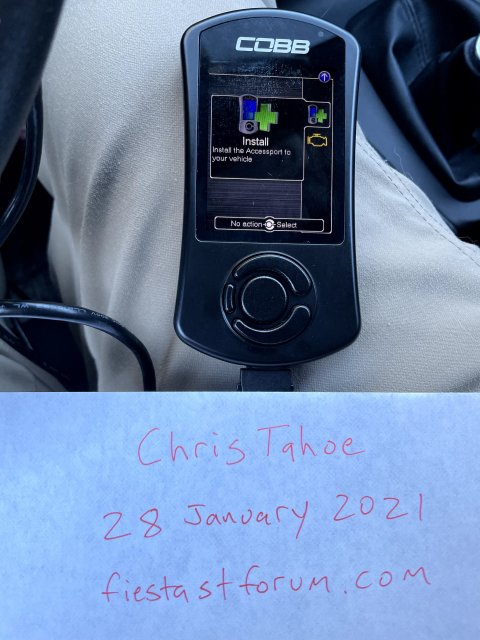 COBB
Install
Install the Accessport to
your vehicle
No action Select
Chris Tahoe
28 January 2021
fiestastforum.com